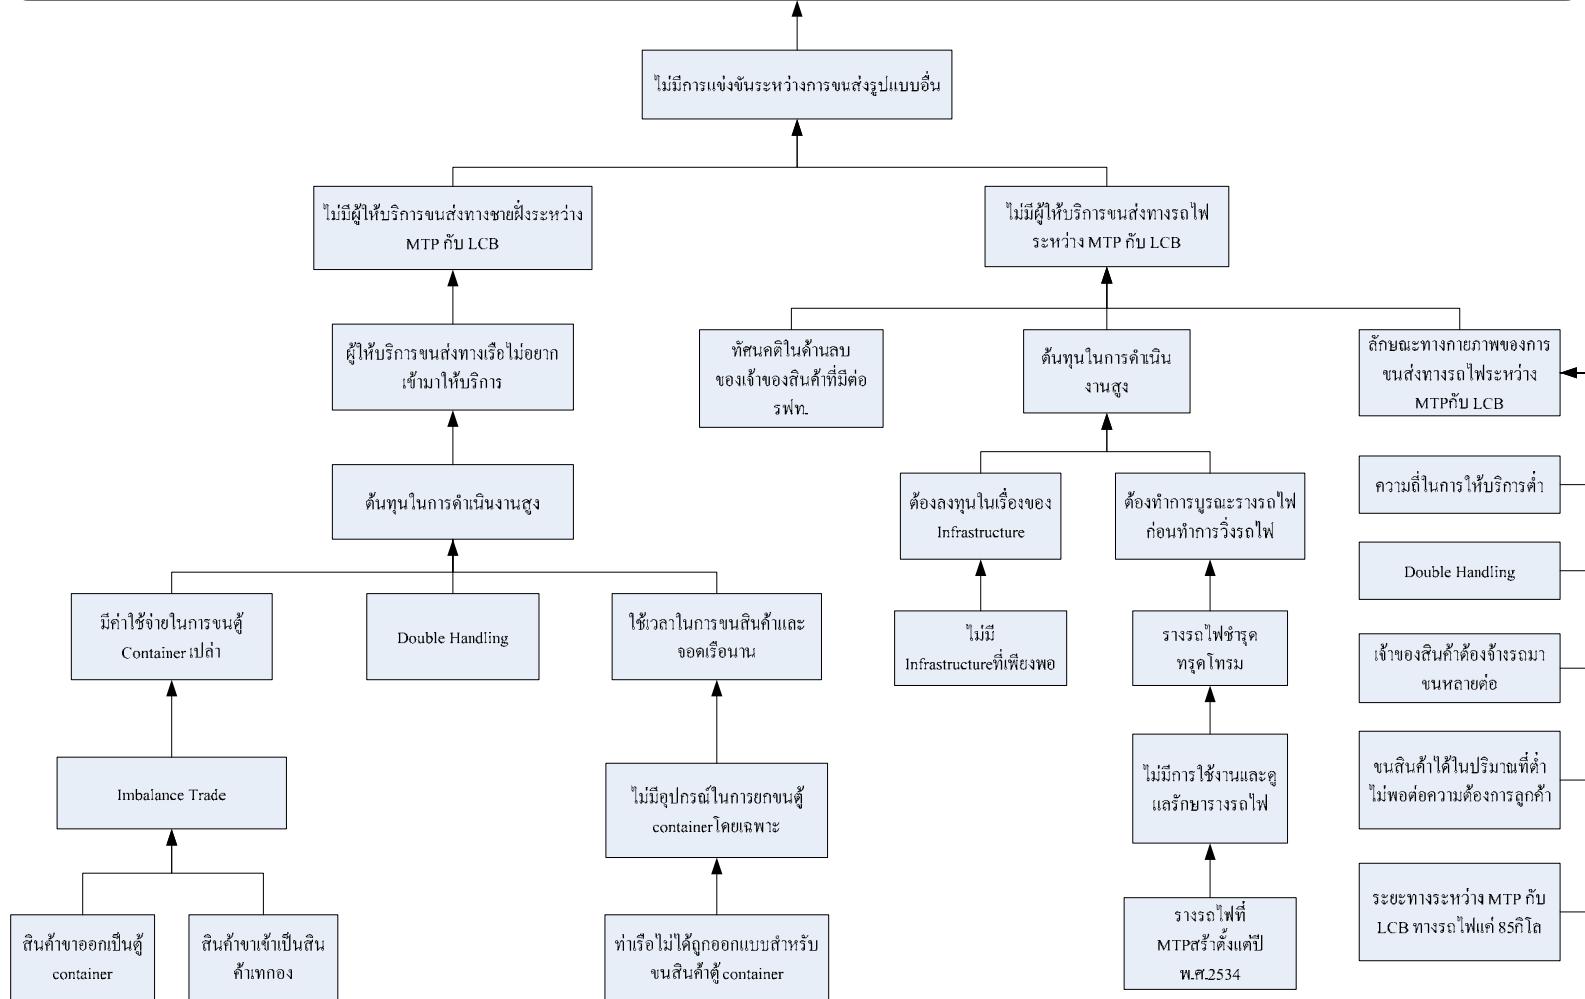 ไม่มีการแข่งขันระหว่างการขนส่งรูปแบบอื่น
ไม่มีผู้ให้บริการขนส่งทางชายฝั่งระหว่าง
MTP กับ LCB
ไม่มีผู้ให้บริการขนส่งทางรถไฟ
ระหว่าง MTP กับ LCB
ผู้ให้บริการขนส่งทางเรือไม่อยาก
เข้ามาให้บริการ
ทัศนคติในด้านลบ
ของเจ้าของสินค้าที่มีต่อ
รฟท.
ต้นทุนในการดำเนิน
งานสูง
ลักษณะทางกายภาพของการ
ขนส่งทางรถไฟระหว่าง
MTPกับ LCB
ต้นทุนในการดำเนินงานสูง
ต้องลงทุนในเรื่องของ
Infrastructure
ต้องทำการบูรณะรางรถไฟ
ก่อนทำการวิ่งรถไฟ
ความถี่ในการให้บริการต่ำ
Double Handling
มีค่าใช้จ่ายในการขนตู้
Container เปล่า
Double Handling
ใช้เวลาในการขนสินค้าและ
จอดเรือนาน
ไม่มี
Infrastructureที่เพียงพอ
รางรถไฟชำรุด
ทรุดโทรม
เจ้าของสินค้าต้องจ้างรถมา
ขนหลายต่อ
Imbalance Trade
ไม่มีอุปกรณ์ในการยกขนตู้
containerโดยเฉพาะ
ไม่มีการใช้งานและดู
แลรักษารางรถไฟ
ขนสินค้าได้ในปริมาณที่ต่ำ
ไม่พอต่อความต้องการลูกค้า
สินค้าขาออกเป็นตู้
container
สินค้าขาเข้าเป็นสิน
ค้าเทกอง
ท่าเรือไม่ได้ถูกออกแบบสำหรับ
ขนสินค้าตู้ container
รางรถไฟที่
MTPสร้าตั้งแต่ปี
พ.ศ.2534
ระยะทางระหว่าง MTP กับ
LCB ทางรถไฟแค่ 85กิโล